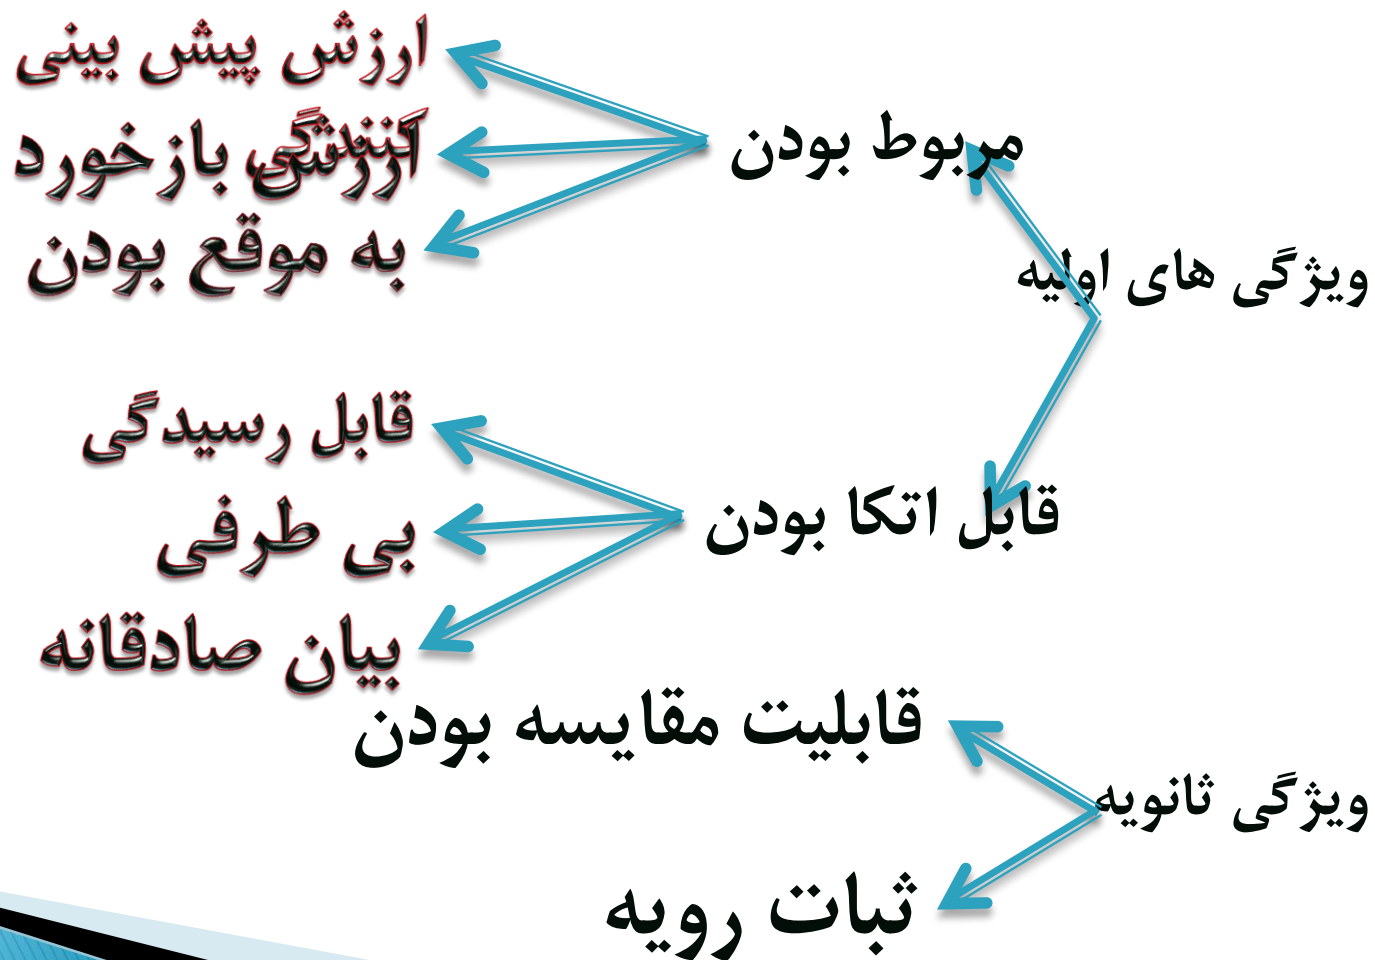 ویژگی های اولیه
مربوط بودن
ارزش پیش بینی
کنندگی
ارزش بازخورد
به موقع بودن
قابل اتکا بودن
قابل رسیدگی
بی طرفی
بیان صادقانه
ویژگی ثانویه
قابلیت مقایسه بودن
ثبات رویه